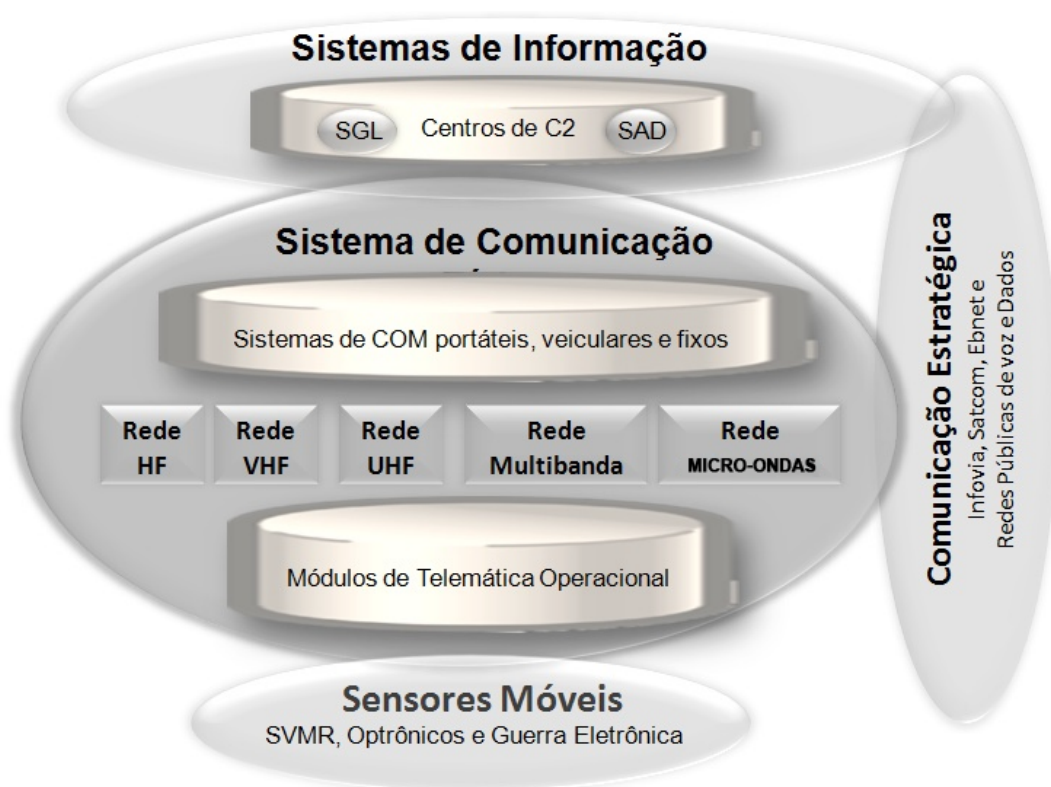 Sistemas de Informação
SGL Centros de C2 SAD
Sistema de Comunicação
Sistemas de COM portáteis, veiculares e fixos
Rede HF
Rede VHF
Rede UHF
Rede Multibanda
Rede MICRO-ONDAS
Módulos de Telemática Operacional
Sensores Móveis
SVMR, Optrônicos e Guerra Eletrônica
Comunicação Estratégica
Infovia, Satcom, Ebnet e
Redes Públicas de voz e Dados